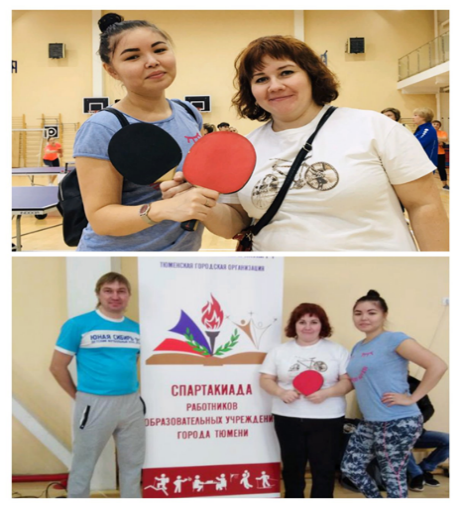 ТЮМЕНСКАЯ ГОРОДСКАЯ ОРГАНИЗАЦИЯ
ЮНАЯ СИБИРЬ
СПАРТАКИАДА
РАБОТНИКОВ
ОБРАЗОВАТЕЛЬНЫХ УЧРЕЖДЕНИЙ
ГОРОДА ТЮМЕНИ